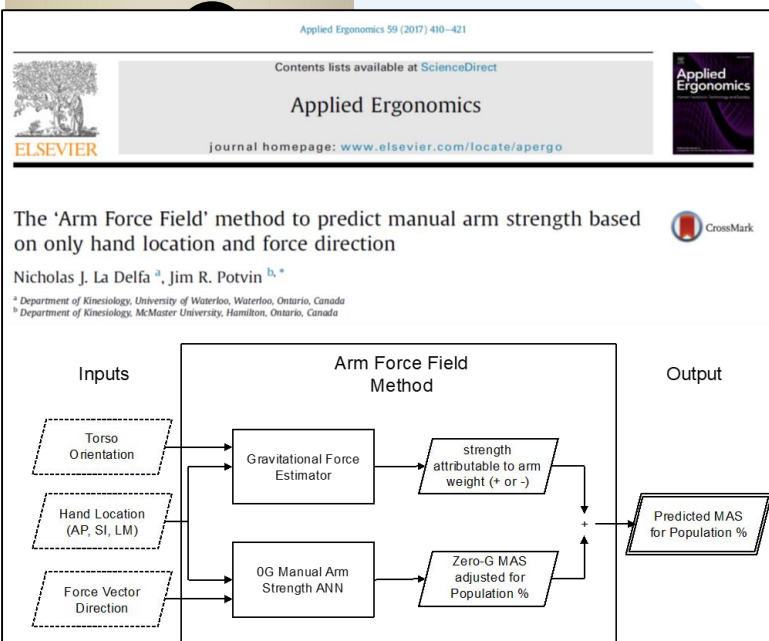 Applied Ergonomics 59 (2017) 410–421
Contents lists available at ScienceDirect
Applied Ergonomics
journal homepage: www.elsevier.com/locate/apergo
ELSEVIER
Applied
Ergonomics
The ‘Arm Force Field’ method to predict manual arm strength based
on only hand location and force direction
CrossMark
Nicholas J. La Delfa a, Jim R. Potvin b, *
a Department of Kinesiology, University of Waterloo, Waterloo, Ontario, Canada
b Department of Kinesiology, McMaster University, Hamilton, Ontario, Canada
Inputs
Arm Force Field
Method
Output
Torso
Orientation
Gravitational Force
Estimator
strength
attributable to arm
weight (+ or -)
Hand Location
(AP, SI, LM)
+
Predicted MAS
for Population %
Force Vector
Direction
0G Manual Arm
Strength ANN
Zero-G MAS
adjusted for
Population %